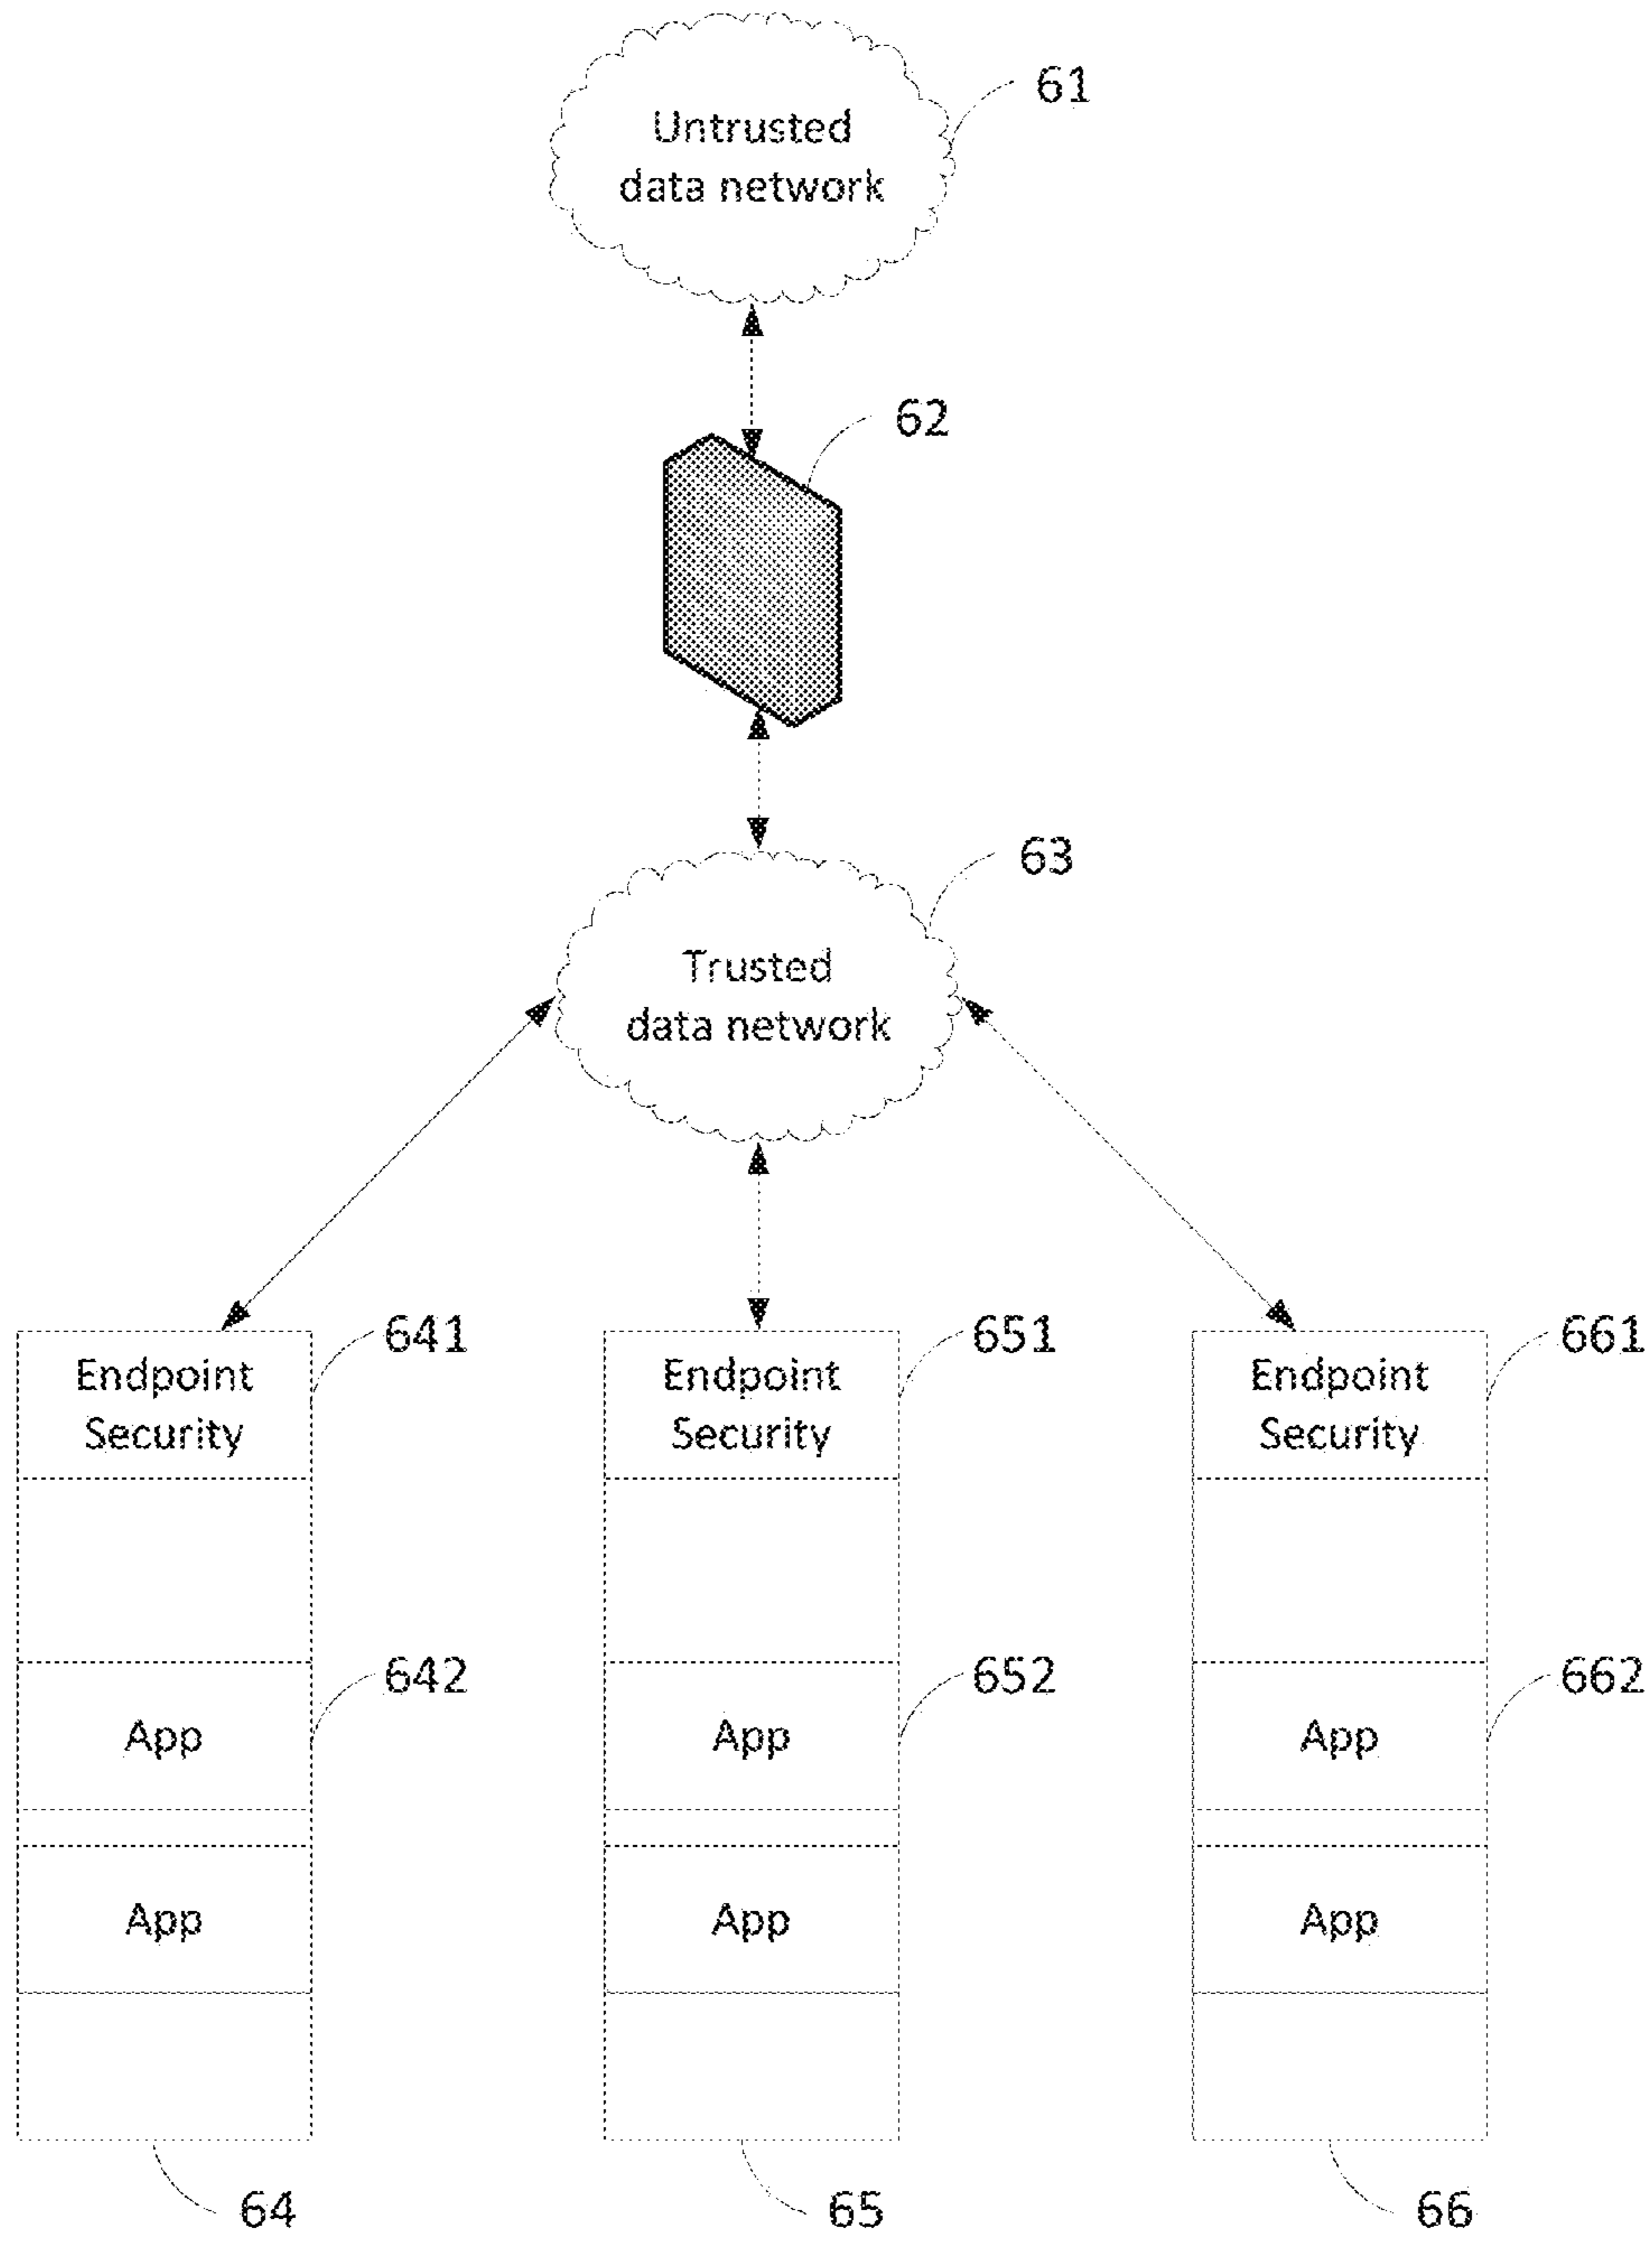 61
Untrusted
data network
62
63
Trusted
data network
641
651
661
Endpoint
Security
Endpoint
Security
Endpoint
Security
642
652
662
App
App
App
App
App
App
64
65
66